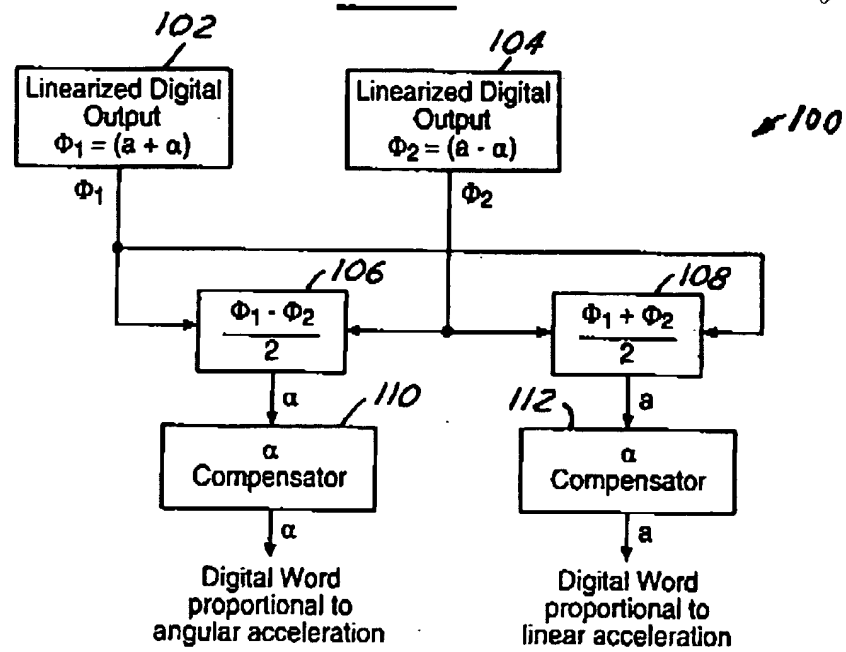 102
104
100
Linearized Digital
Output
Φ1 = (a + α)
Linearized Digital
Output
Φ2 = (a - α)
Φ1
Φ2
106
108
Φ1 - Φ2
2
Φ1 + Φ2
2
α
110
112
a
α
Compensator
α
Compensator
α
a
Digital Word
proportional to
angular acceleration
Digital Word
proportional to
linear acceleration